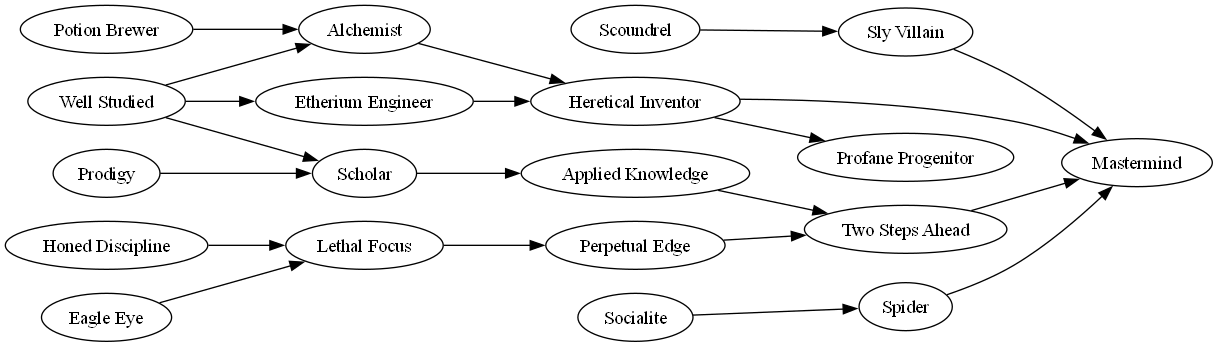 Potion Brewer
Alchemist
Scoundrel
Sly Villain
Well Studied
Etherium Engineer
Heretical Inventor
Profane Progenitor
Mastermind
Prodigy
Scholar
Applied Knowledge
Two Steps Ahead
Honed Discipline
Lethal Focus
Perpetual Edge
Eagle Eye
Socialite
Spider